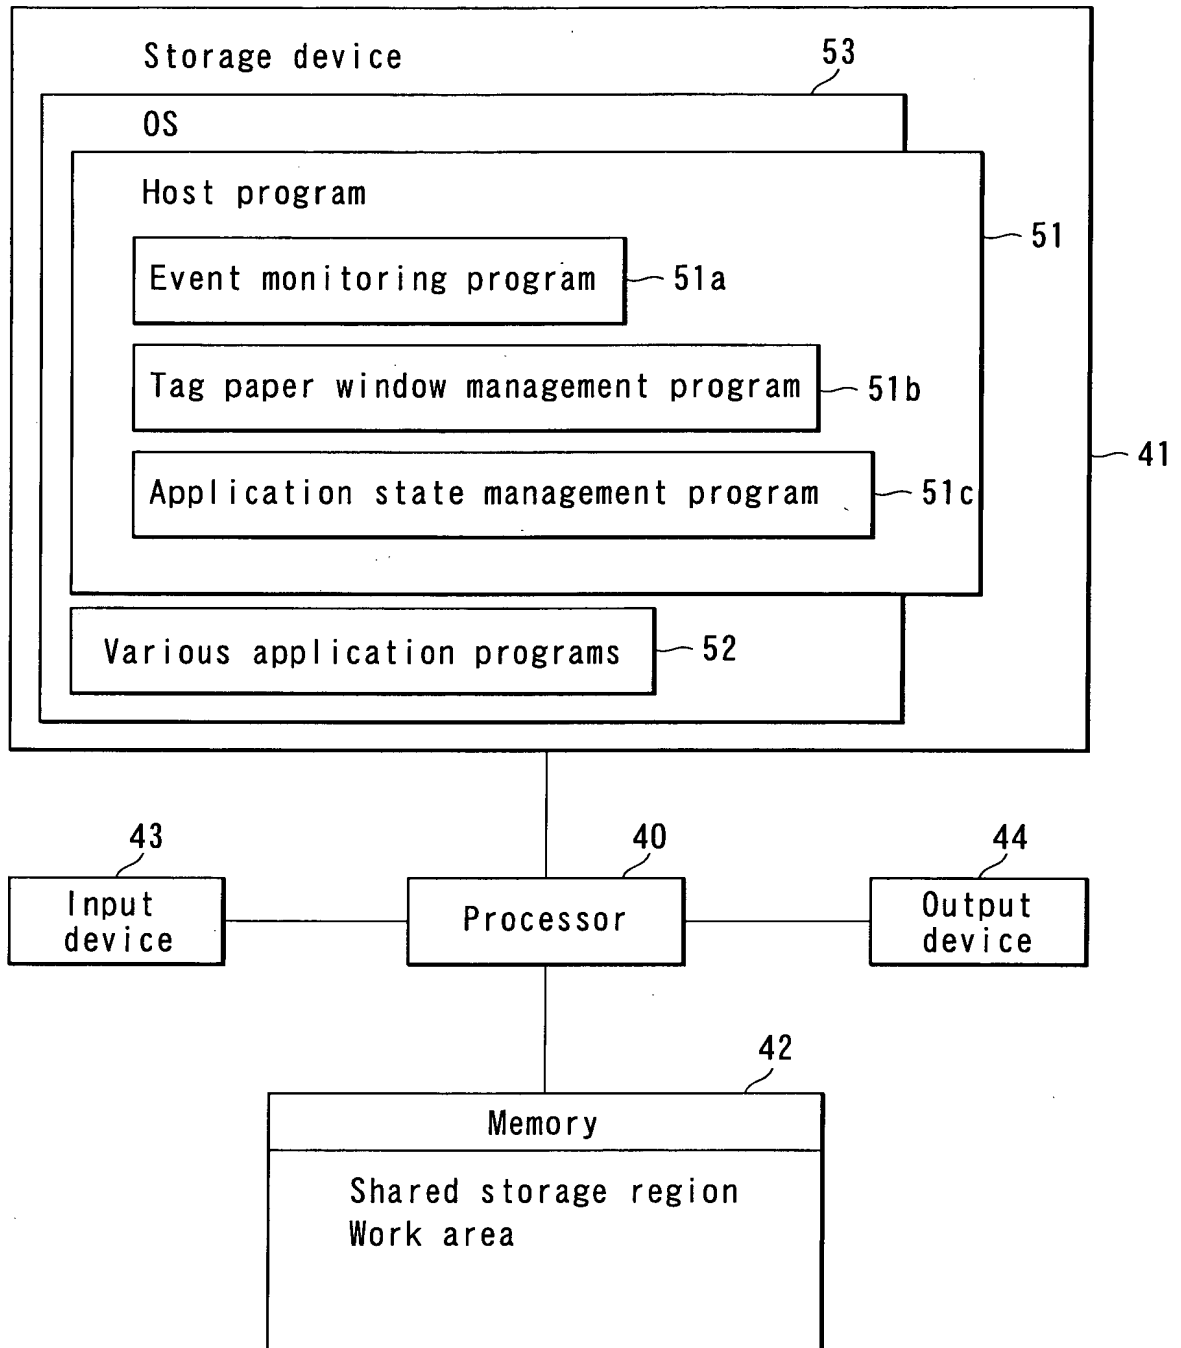 Storage device
53
OS
Host program
51
Event monitoring program
51a
Tag paper window management program
51b
41
Application state management program
51c
Various application programs
52
43
40
44
Input
device
Processor
Output
device
42
Memory
Shared storage region
Work area